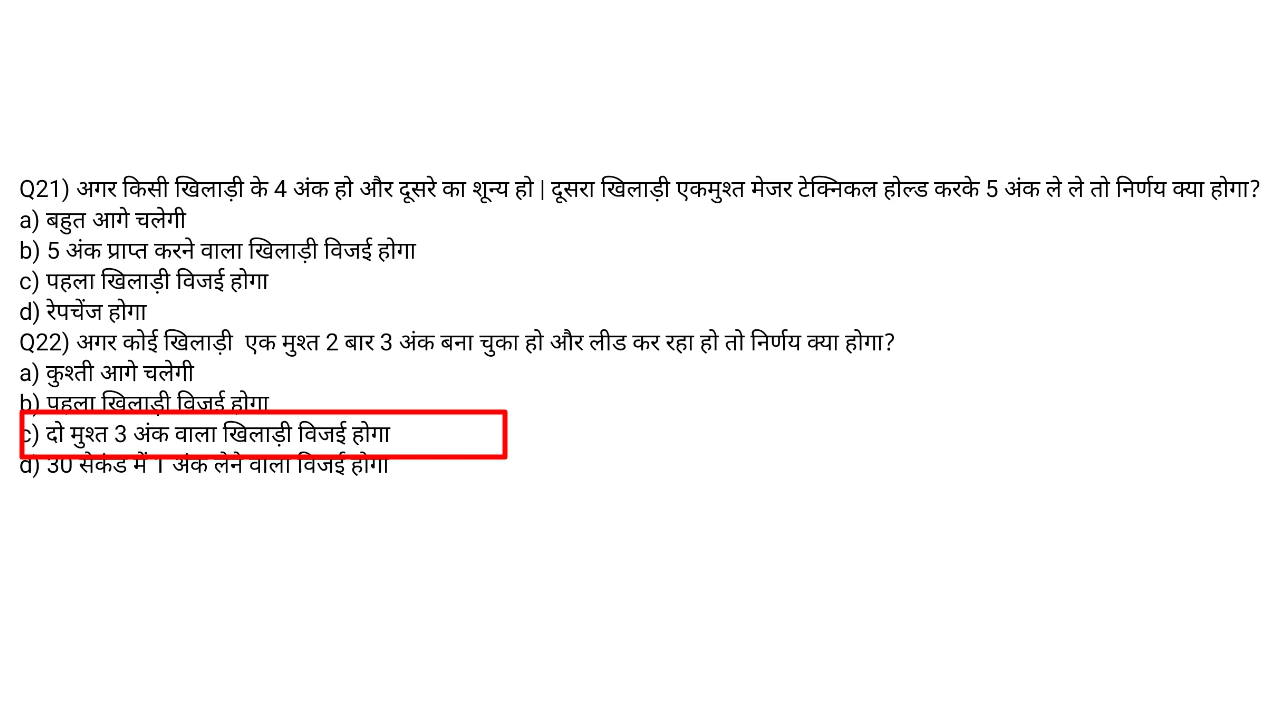 Q21) अगर किसी खिलाड़ी के 4 अंक हो और दूसरे का शून्य हो | दूसरा खिलाड़ी एकमुश्त मेजर टेक्निकल होल्ड करके 5 अंक ले ले तो निर्णय क्या होगा?
a) बहुत आगे चलेगी
b) 5 अंक प्राप्त करने वाला खिलाड़ी विजई होगा
c) पहला खिलाड़ी विजई होगा
d) रेपचेंज होगा
Q22) अगर कोई खिलाड़ी एक मुश्त 2 बार 3 अंक बना चुका हो और लीड कर रहा हो तो निर्णय क्या होगा?
a) कुश्ती आगे चलेगी
b) पहला खिलाड़ी विजई होगा
c) दो मुश्त 3 अंक वाला खिलाड़ी विजई होगा
d) 30 सेकंड में 1 अंक लेने वाला विजई होगा